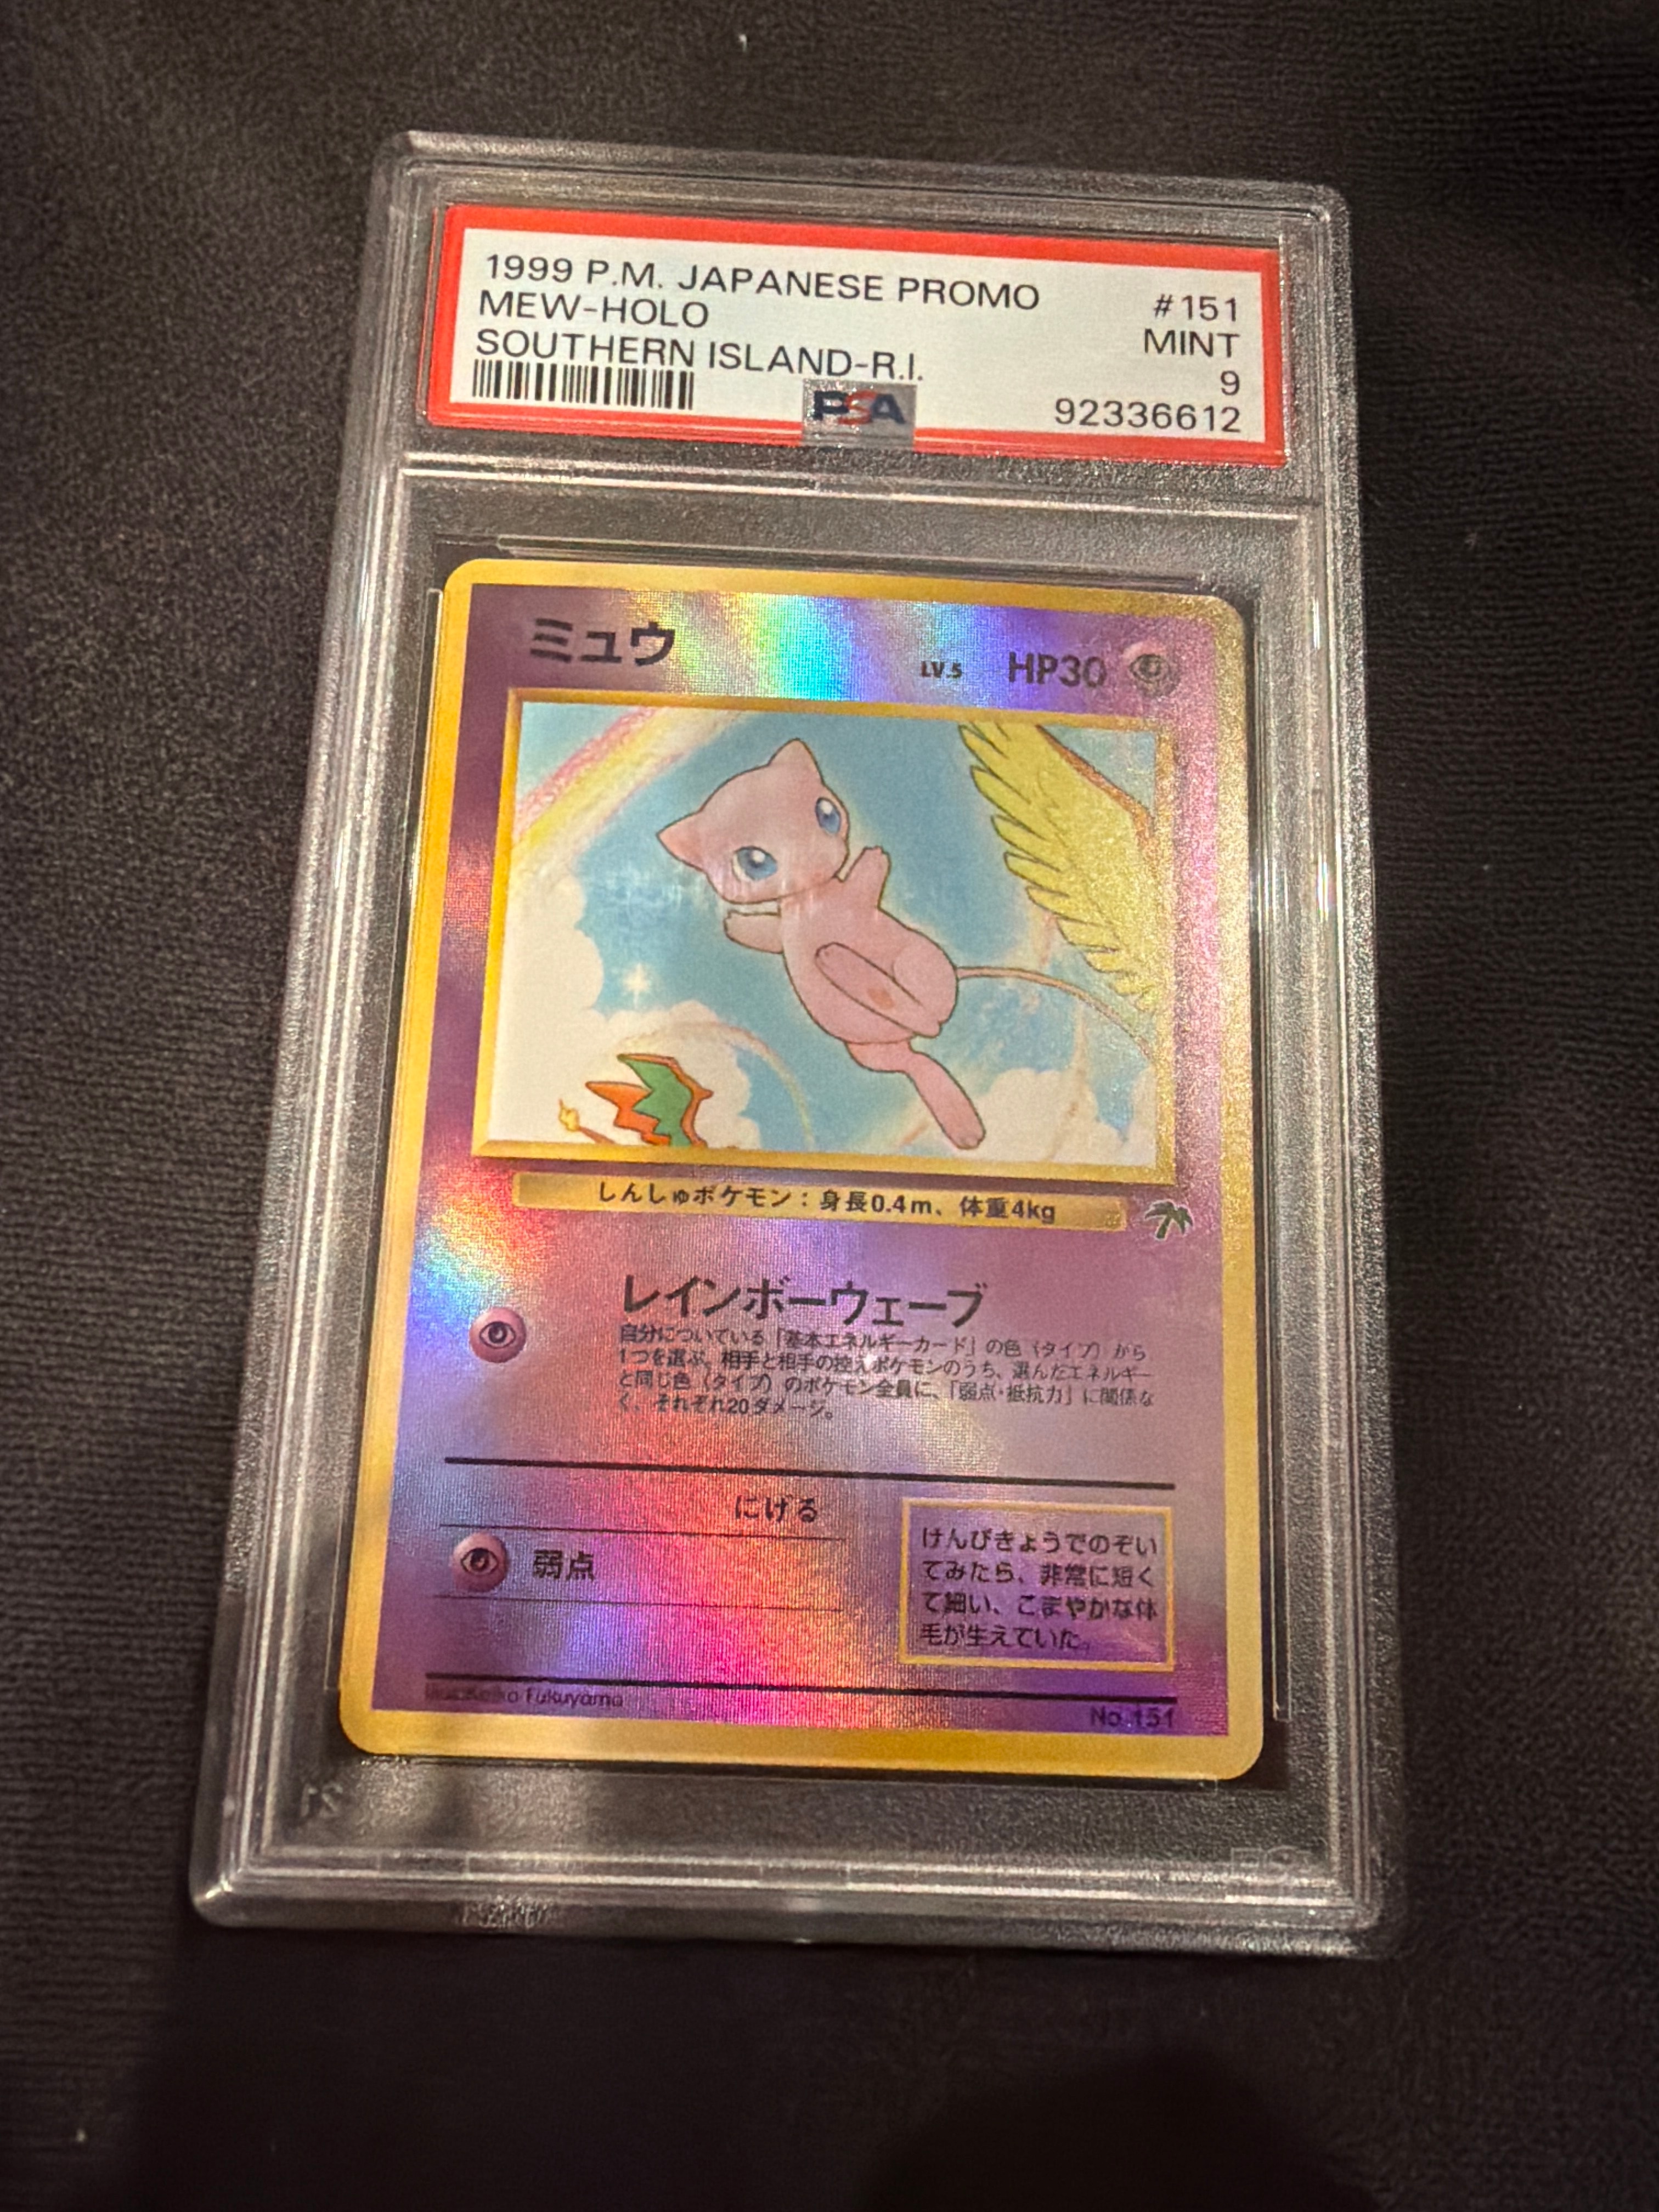 1999 P.M. JAPANESE PROMO #151
MEW-HOLO MINT
SOUTHERN ISLAND-R.I. 9
PSA 92336612
ミュウ LV.5 HP30
しんしゅポケモン：身長0.4m、体重4kg
レインボーウェーブ
自分についている「基本エネルギーカード」の色（タイプ）から
1つを選ぶ。相手と相手の控えポケモンのうち、選んだエネルギー
と同じ色（タイプ）のポケモン全員に、「弱点・抵抗力」に関係な
く、それぞれ20ダメージ。
にげる
弱点
けんびきょうでのぞい
てみたら、非常に短く
て細い、こまやかな体
毛が生えていた。
Fukuyama No.151